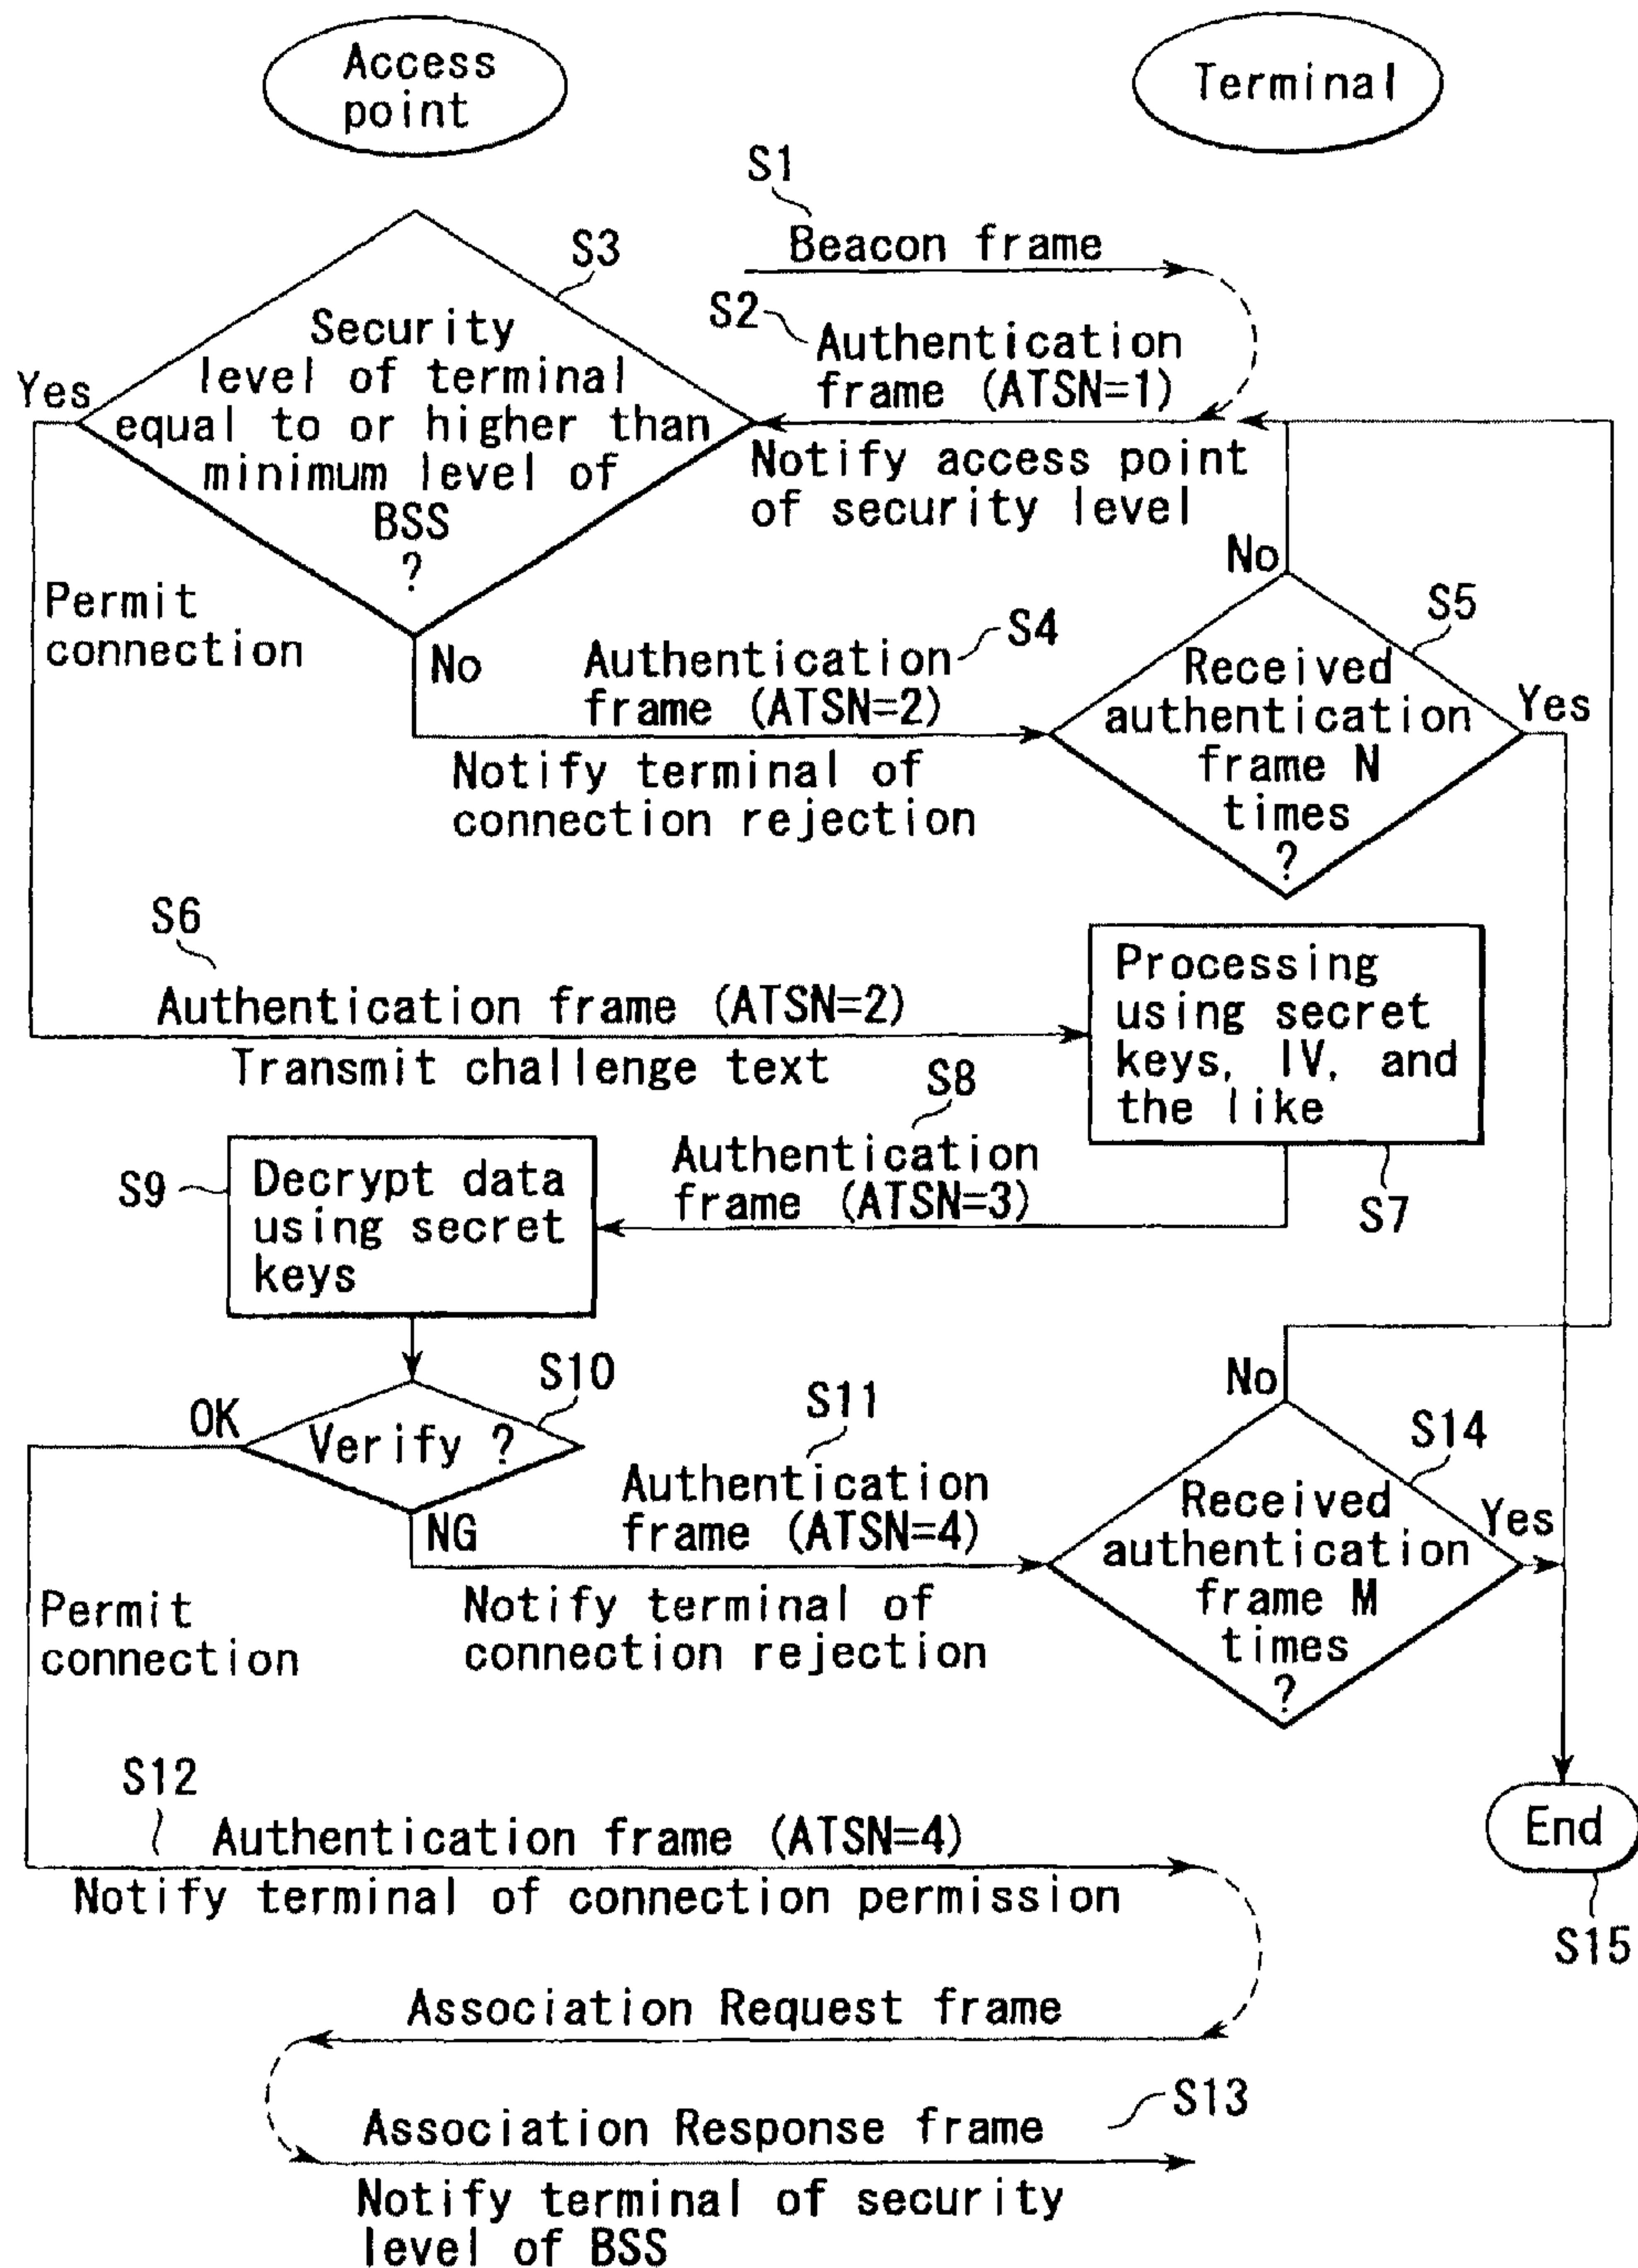 Access
point
Terminal
S1
Beacon frame
S2
Authentication
frame (ATSN=1)
Notify access point
of security level
S3
Security
level of terminal
equal to or higher than
minimum level of
BSS
?
Yes
Permit
connection
No
S4
Authentication
frame (ATSN=2)
Notify terminal of
connection rejection
No
S5
Received
authentication
frame N
times
?
Yes
S6
Authentication frame (ATSN=2)
Transmit challenge text
Processing
using secret
keys, IV, and
the like
S7
S8
Authentication
frame (ATSN=3)
S9
Decrypt data
using secret
keys
S10
Verify ?
OK
NG
Permit
connection
S11
Authentication
frame (ATSN=4)
Notify terminal of
connection rejection
No
S14
Received
authentication
frame M
times
?
Yes
S12
Authentication frame (ATSN=4)
Notify terminal of connection permission
End
S15
Association Request frame
S13
Association Response frame
Notify terminal of security
level of BSS